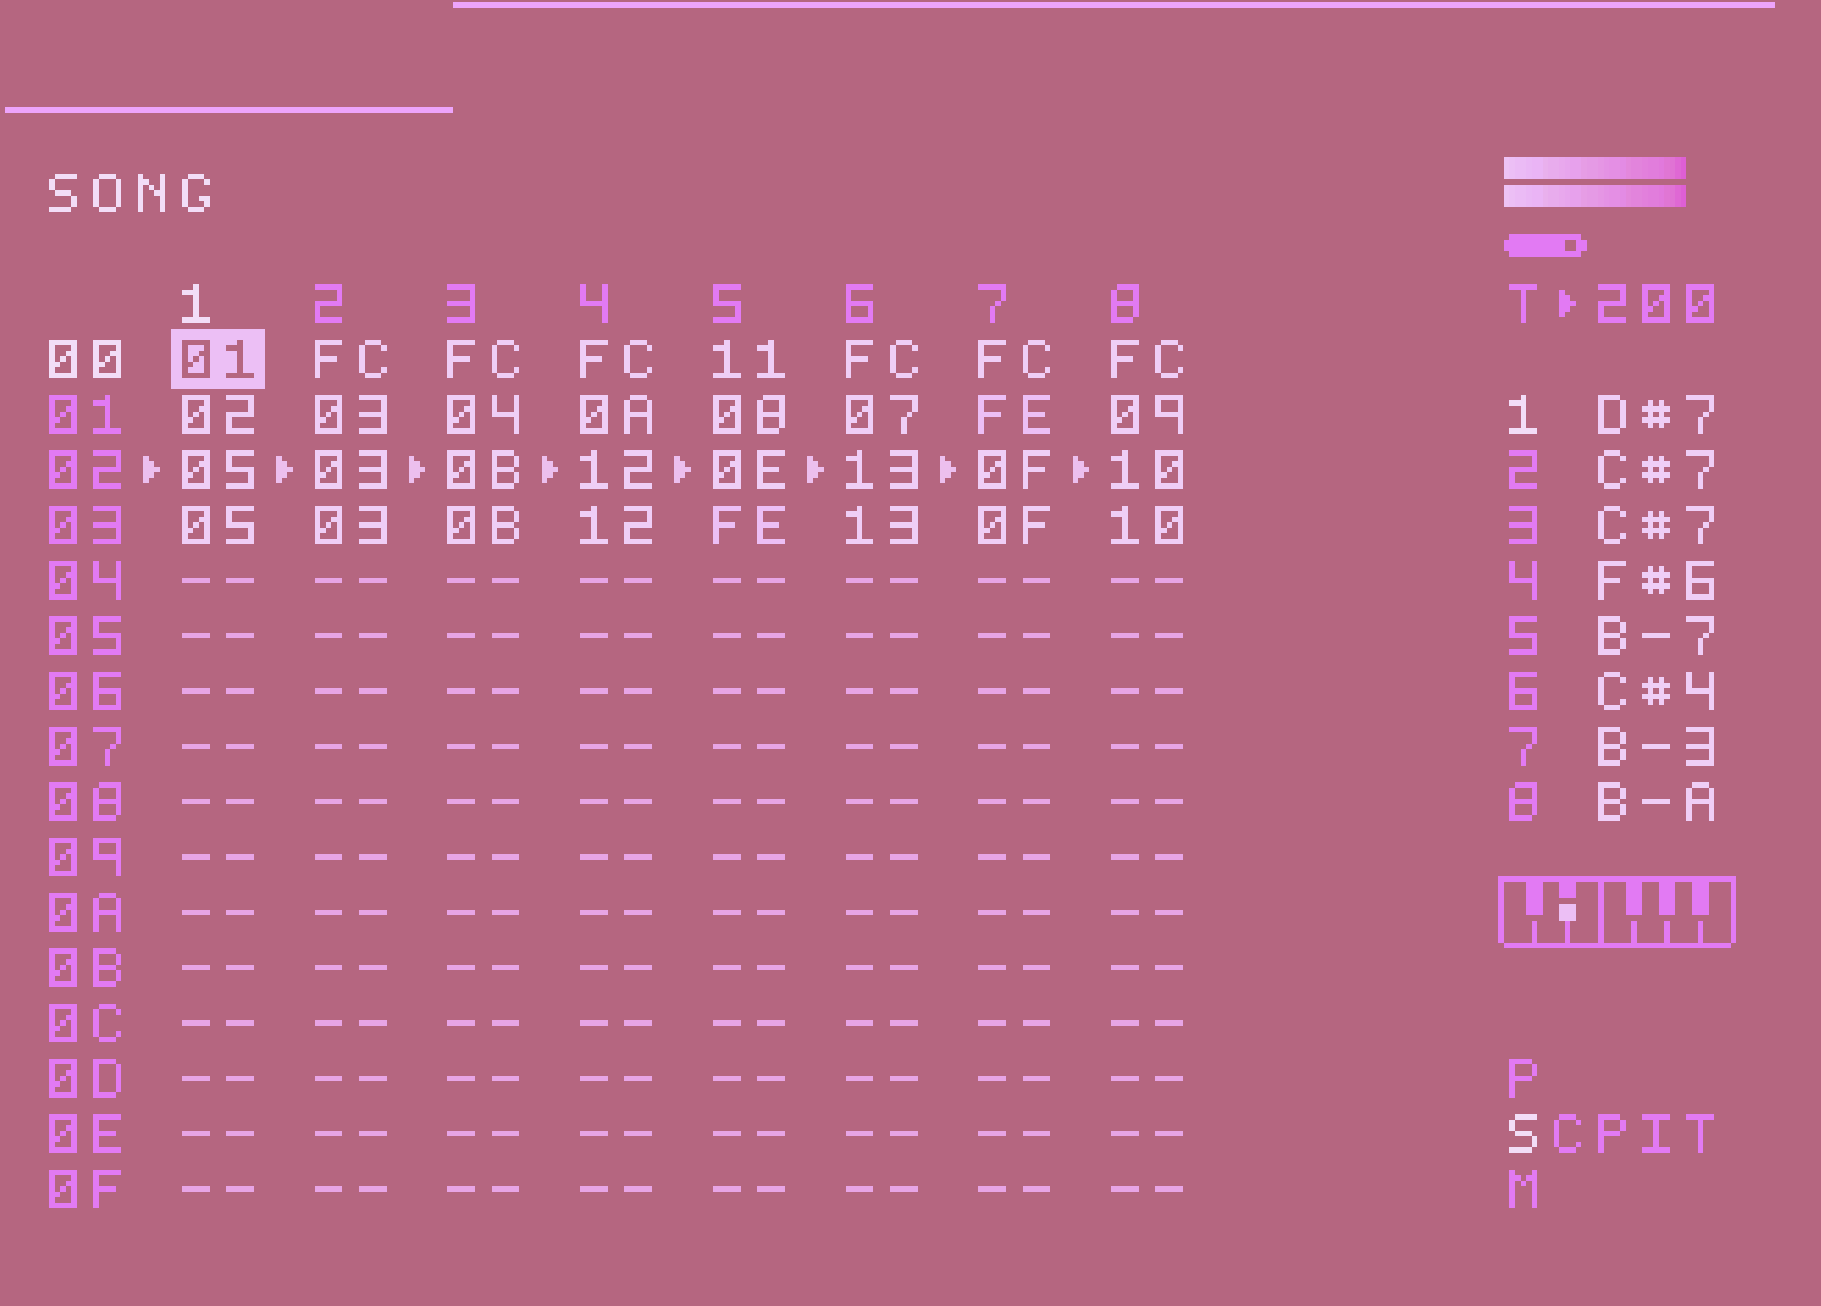 SONG
1 2 3 4 5 6 7 8 T▸200
00 01 FC FC FC 11 FC FC FC
01 02 03 04 0A 08 07 FE 09 1 D#7
02 ▸05 ▸03 ▸0B ▸12 ▸0E ▸13 ▸0F ▸10 2 C#7
03 05 03 0B 12 FE 13 0F 10 3 C#7
04 -- -- -- -- -- -- -- -- 4 F#6
05 -- -- -- -- -- -- -- -- 5 B-7
06 -- -- -- -- -- -- -- -- 6 C#4
07 -- -- -- -- -- -- -- -- 7 B-3
08 -- -- -- -- -- -- -- -- 8 B-A
09 -- -- -- -- -- -- -- --
0A -- -- -- -- -- -- -- --
0B -- -- -- -- -- -- -- --
0C -- -- -- -- -- -- -- --
0D -- -- -- -- -- -- -- -- P
0E -- -- -- -- -- -- -- -- SCPIT
0F -- -- -- -- -- -- -- -- M